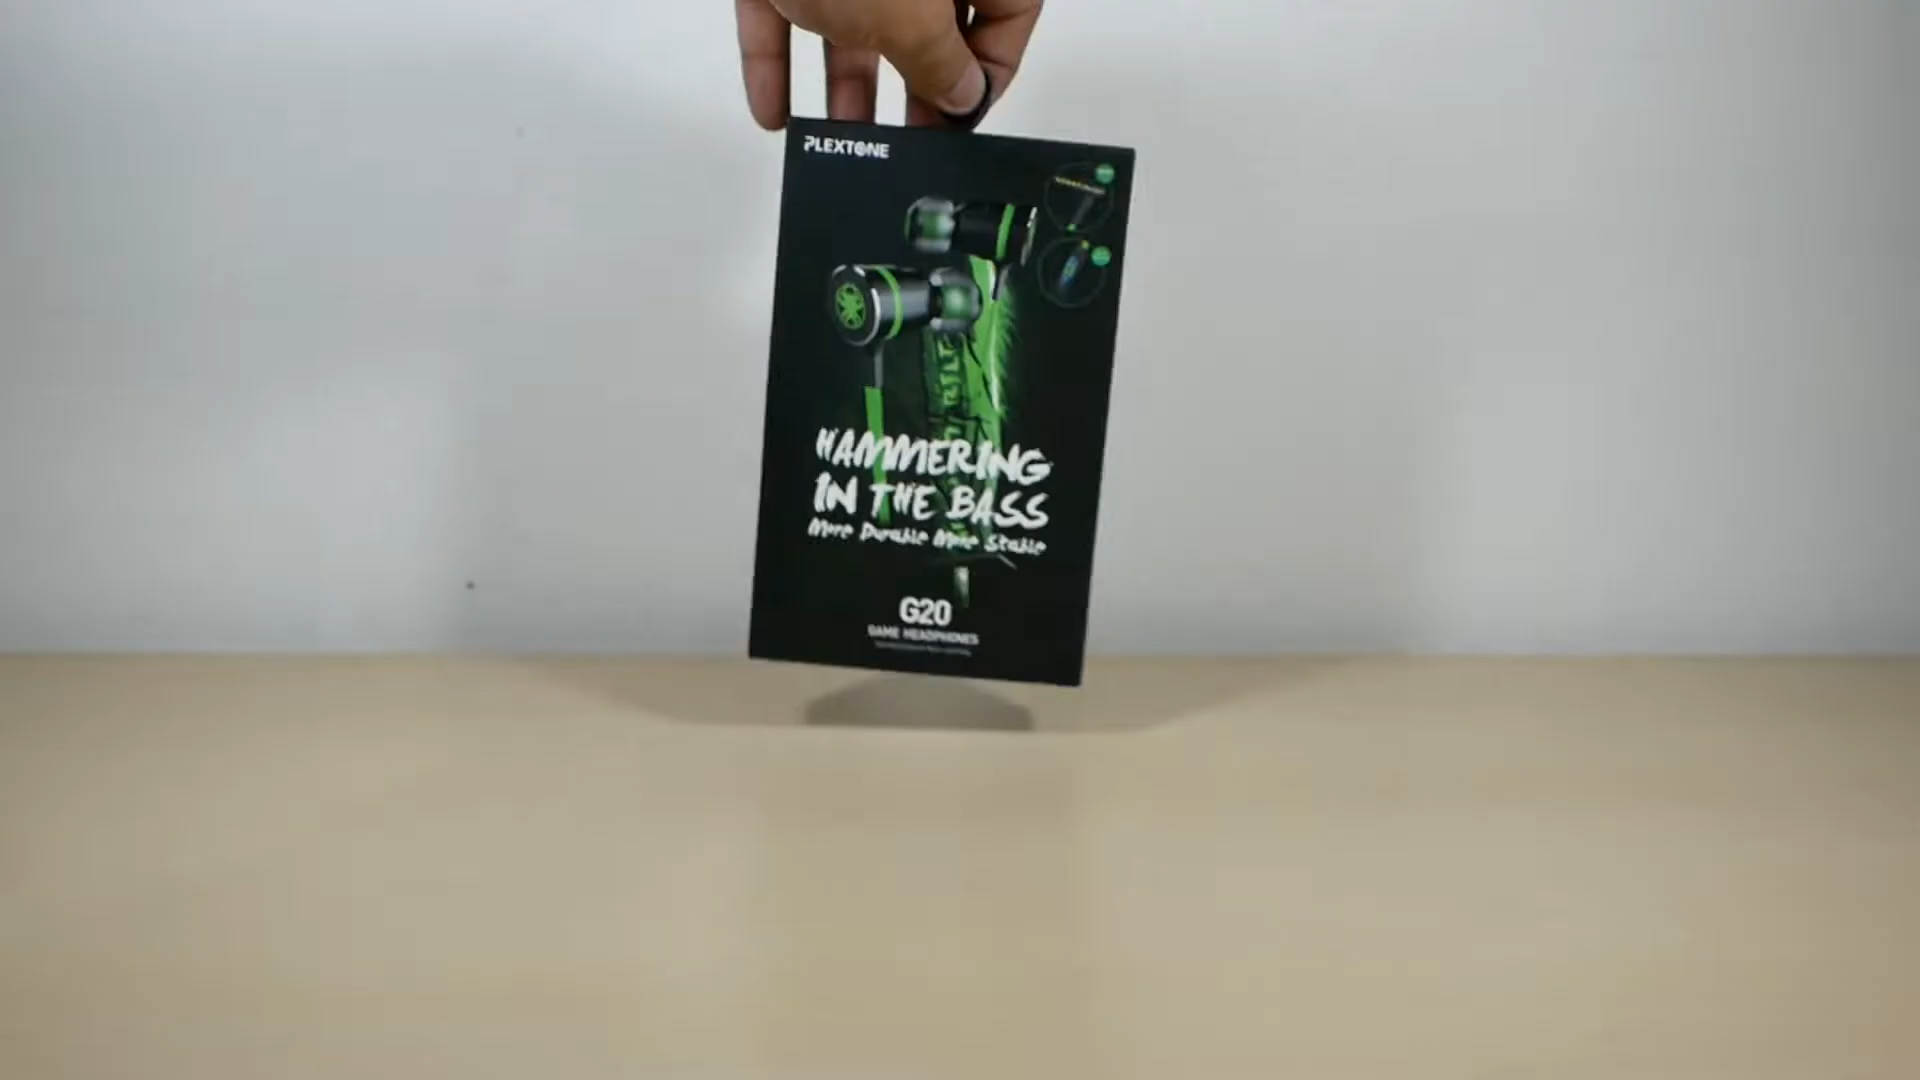 PLEXTONE
HAMMERING
IN THE BASS
More Durable More Stable
G20
GAME HEADPHONES